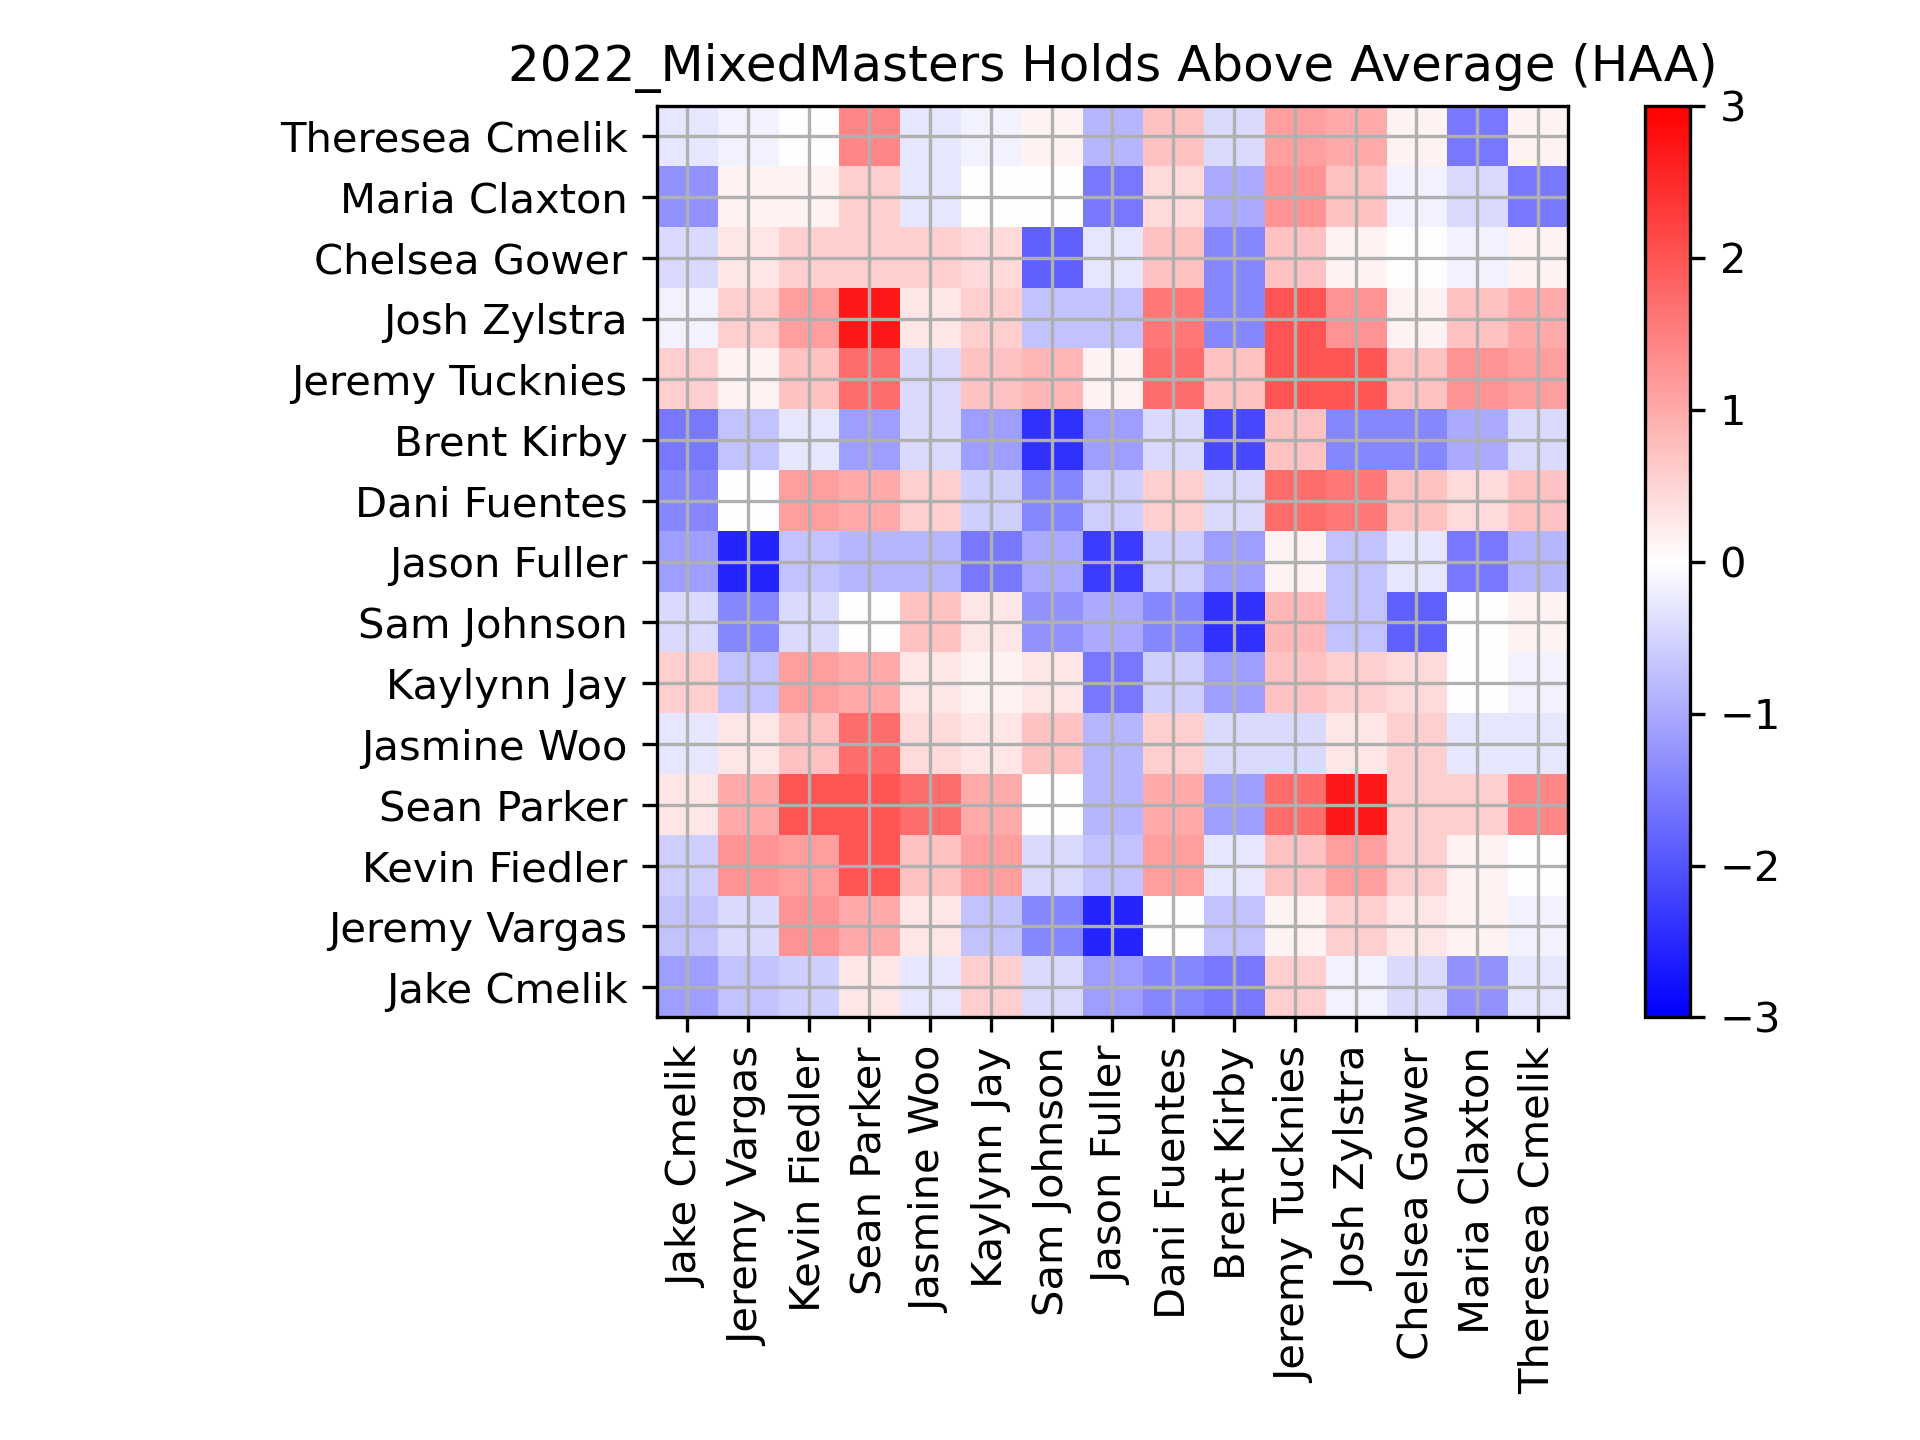 2022_MixedMasters Holds Above Average (HAA)
Theresea Cmelik
Maria Claxton
Chelsea Gower
Josh Zylstra
Jeremy Tucknies
Brent Kirby
Dani Fuentes
Jason Fuller
Sam Johnson
Kaylynn Jay
Jasmine Woo
Sean Parker
Kevin Fiedler
Jeremy Vargas
Jake Cmelik
Jake Cmelik
Jeremy Vargas
Kevin Fiedler
Sean Parker
Jasmine Woo
Kaylynn Jay
Sam Johnson
Jason Fuller
Dani Fuentes
Brent Kirby
Jeremy Tucknies
Josh Zylstra
Chelsea Gower
Maria Claxton
Theresea Cmelik
3
2
1
0
−1
−2
−3